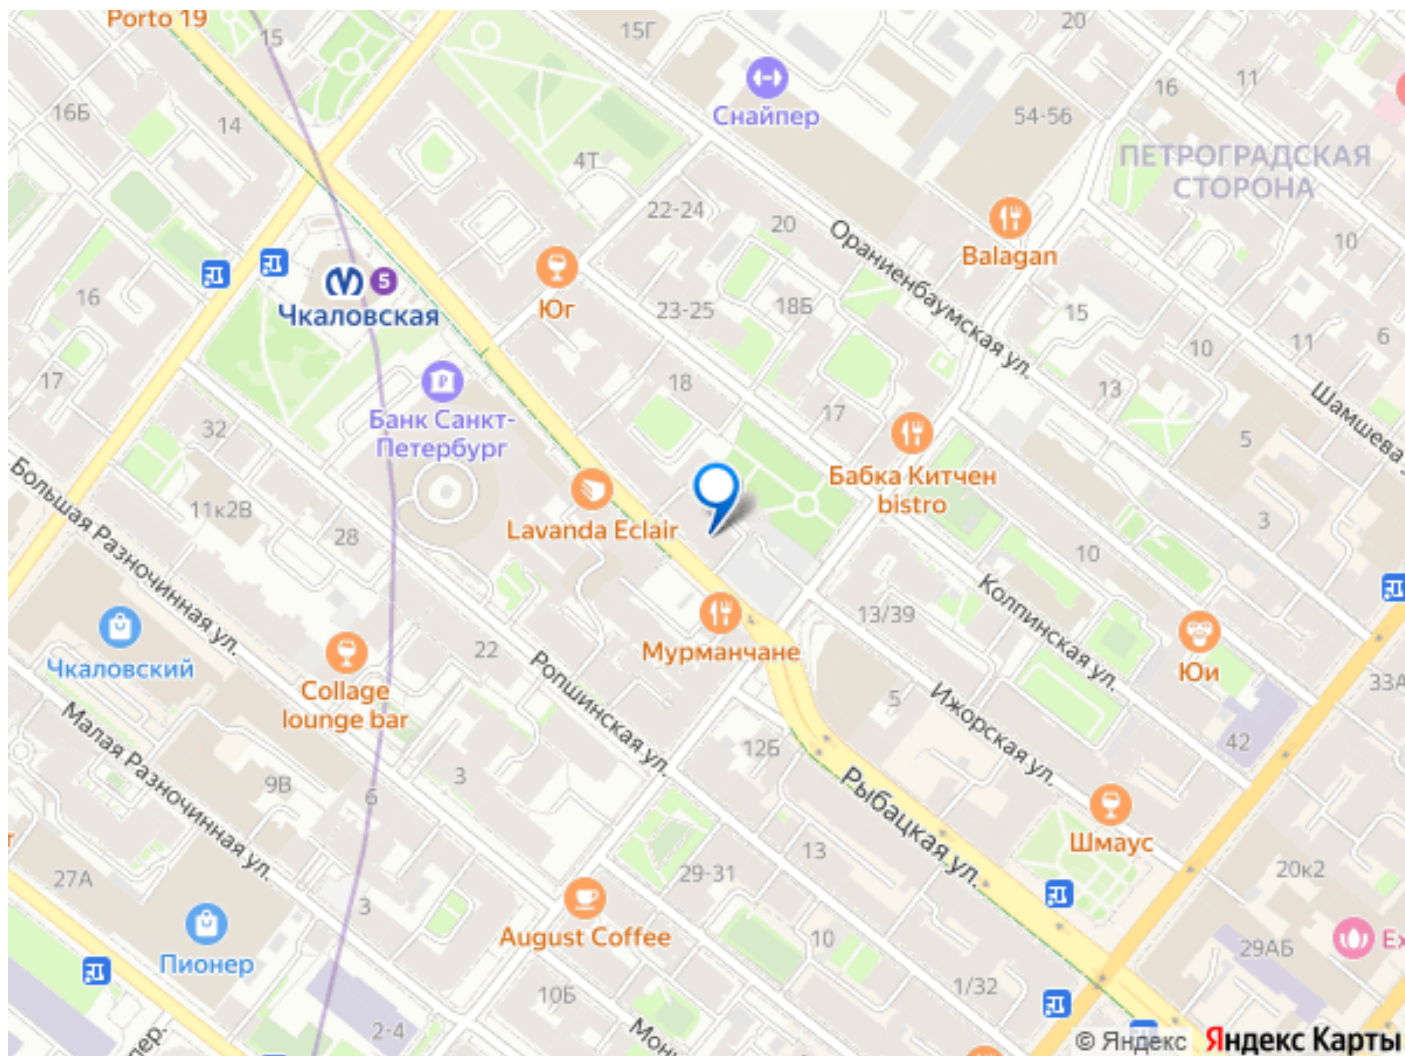 Porto 19
15
15Г
20
Снайпер
16
11
16Б
14
54-56
4Т
ПЕТРОГРАДСКАЯ
СТОРОНА
22-24
20
Ораниенбаумская ул.
Balagan
10
5
Чкаловская
Юг
16
23-25
18Б
15
11
6
10
17
18
13
Шамшева
Банк Санкт-
Петербург
32
17
5
Бабка Китчен
bistro
Большая Разночинная ул.
11к2В
28
Lavanda Eclair
3
10
Колпинская ул.
13/39
Чкаловский
22
Мурманчане
Юи
33А
Collage
lounge bar
Ропшинская ул.
5
Ижорская ул.
42
Малая Разночинная ул.
12Б
9В
6
3
Рыбацкая ул.
Шмаус
13
27А
29-31
20к2
3
August Coffee
Пионер
10
29АБ
Ex
10Б
1/32
2-4
пер.
Мон
© Яндекс Яндекс Карты